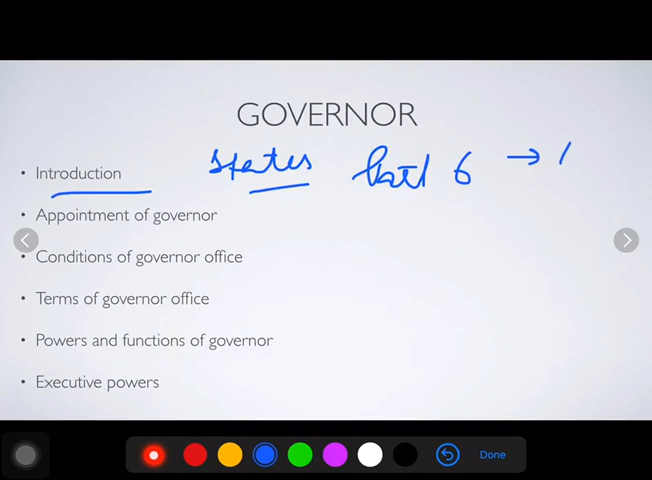 GOVERNOR
• Introduction
states Part 6 →
• Appointment of governor
• Conditions of governor office
• Terms of governor office
• Powers and functions of governor
• Executive powers
Done